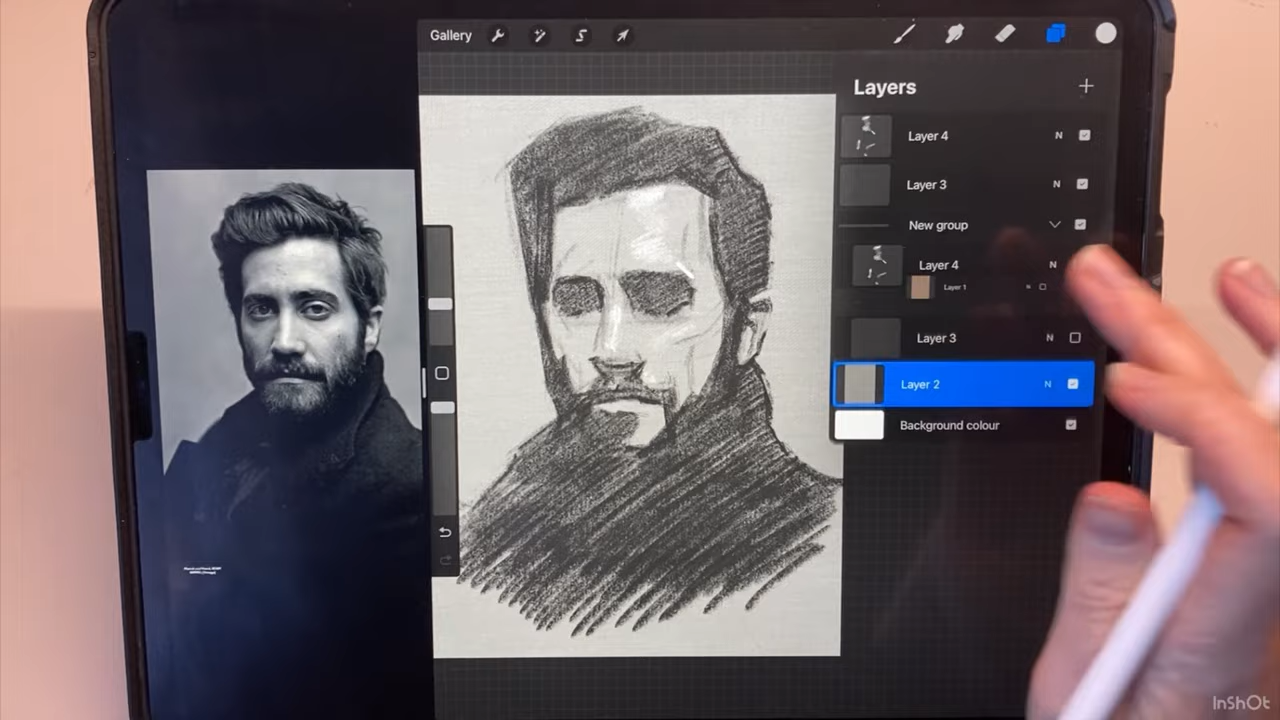 Gallery
Layers
Layer 4
N
Layer 3
N
New group
Layer 4
N
Layer 1
N
Layer 3
N
Layer 2
N
Background colour
InShOt